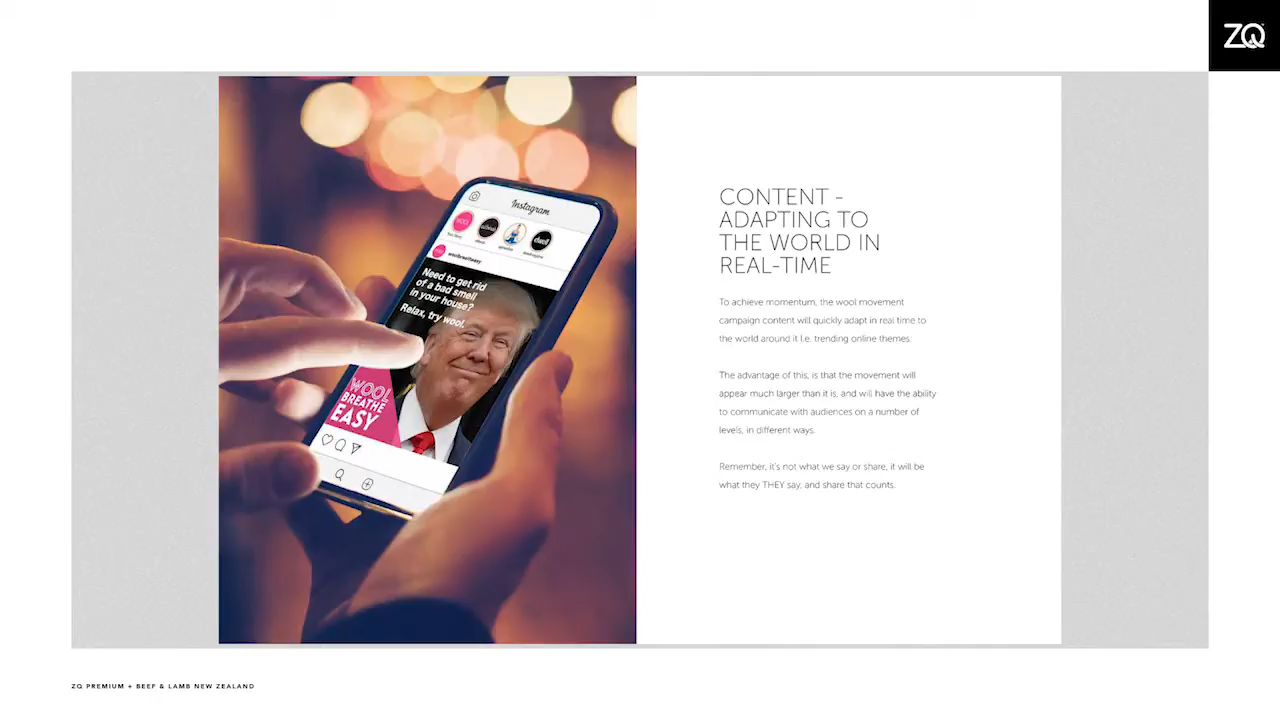 ZQ
Instagram
WOOL
dwell
woolbreatheasy
Need to get rid
of a bad smell
in your house?
Relax, try wool.
WOOL
BREATHE
EASY
CONTENT -
ADAPTING TO
THE WORLD IN
REAL-TIME
To achieve momentum, the wool movement
campaign content will quickly adapt in real time to
the world around it I.e. trending online themes.
The advantage of this, is that the movement will
appear much larger than it is, and will have the ability
to communicate with audiences on a number of
levels, in different ways.
Remember, it's not what we say or share, it will be
what they THEY say, and share that counts.
ZQ PREMIUM + BEEF & LAMB NEW ZEALAND